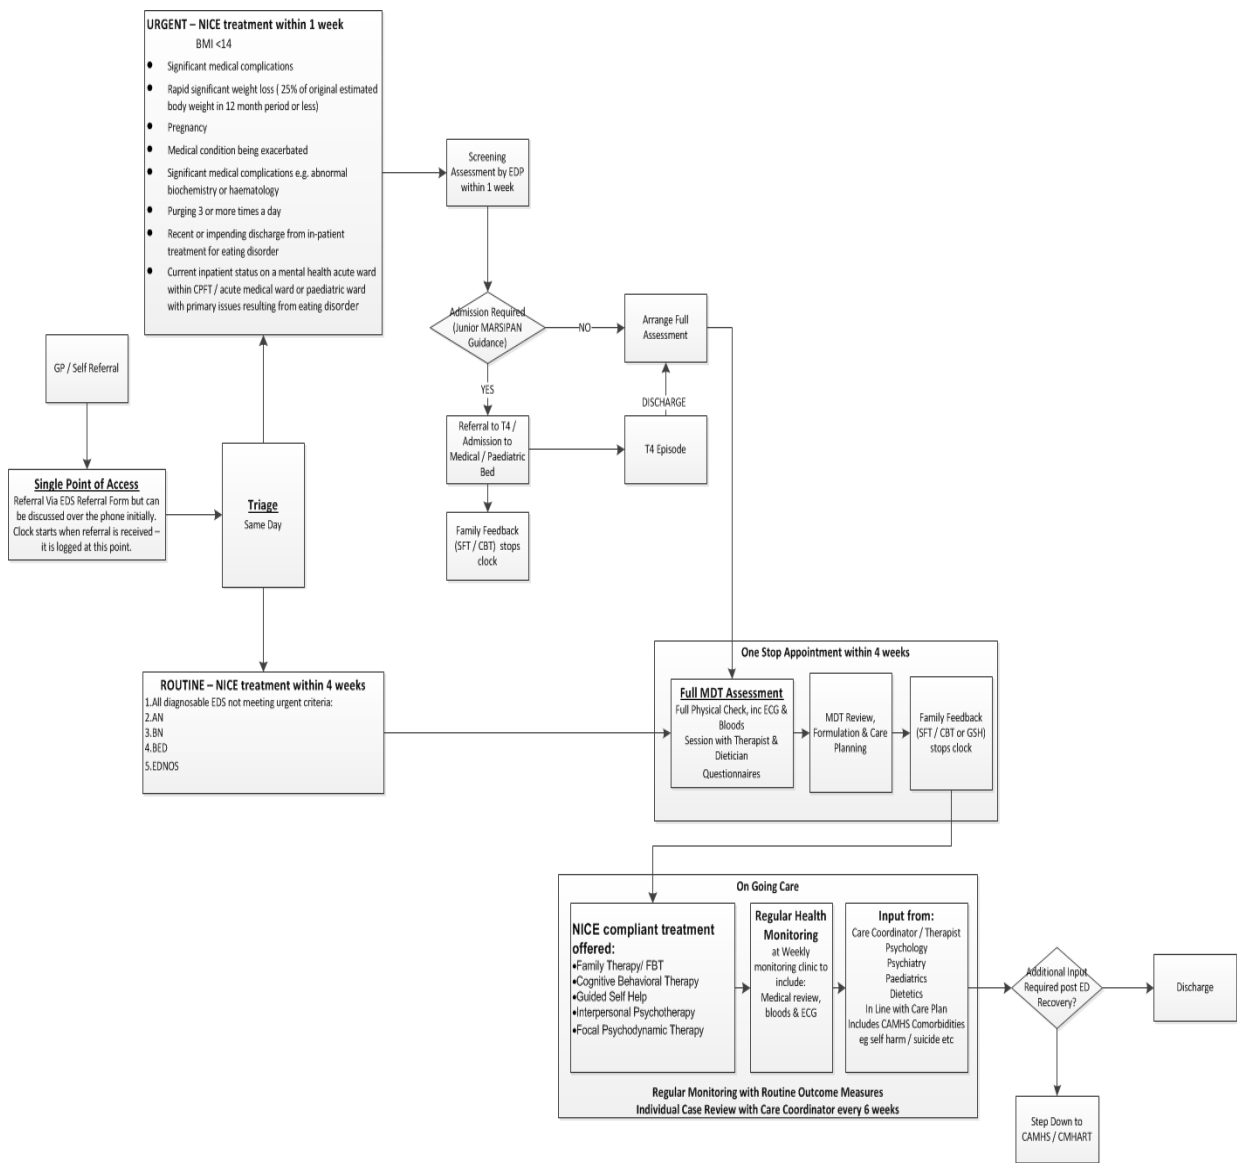 URGENT – NICE treatment within 1 week
BMI <14
● Significant medical complications
● Rapid significant weight loss ( 25% of original estimated
body weight in 12 month period or less)
● Pregnancy
● Medical condition being exacerbated
● Significant medical complications e.g. abnormal
biochemistry or haematology
● Purging 3 or more times a day
● Recent or impending discharge from in-patient
treatment for eating disorder
● Current inpatient status on a mental health acute ward
within CPFT / acute medical ward or paediatric ward
with primary issues resulting from eating disorder
Screening
Assessment by EDP
within 1 week
Admission Required
(Junior MARSIPAN
Guidance)
NO
Arrange Full
Assessment
YES
DISCHARGE
Referral to T4 /
Admission to
Medical / Paediatric
Bed
T4 Episode
Family Feedback
(SFT / CBT) stops
clock
GP / Self Referral
Single Point of Access
Referral Via EDS Referral Form but can
be discussed over the phone initially.
Clock starts when referral is received –
it is logged at this point.
Triage
Same Day
ROUTINE – NICE treatment within 4 weeks
1.All diagnosable EDS not meeting urgent criteria:
2.AN
3.BN
4.BED
5.EDNOS
One Stop Appointment within 4 weeks
Full MDT Assessment
Full Physical Check, inc ECG &
Bloods
Session with Therapist &
Dietician
Questionnaires
MDT Review,
Formulation & Care
Planning
Family Feedback
(SFT / CBT or GSH)
stops clock
On Going Care
NICE compliant treatment
offered:
•Family Therapy/ FBT
•Cognitive Behavioral Therapy
•Guided Self Help
•Interpersonal Psychotherapy
•Focal Psychodynamic Therapy
Regular Health
Monitoring
at Weekly
monitoring clinic to
include:
Medical review,
bloods & ECG
Input from:
Care Coordinator / Therapist
Psychology
Psychiatry
Paediatrics
Dietetics
In Line with Care Plan
Includes CAMHS Comorbidities
eg self harm / suicide etc
Regular Monitoring with Routine Outcome Measures
Individual Case Review with Care Coordinator every 6 weeks
Additional Input
Required post ED
Recovery?
Discharge
Step Down to
CAMHS / CMHART